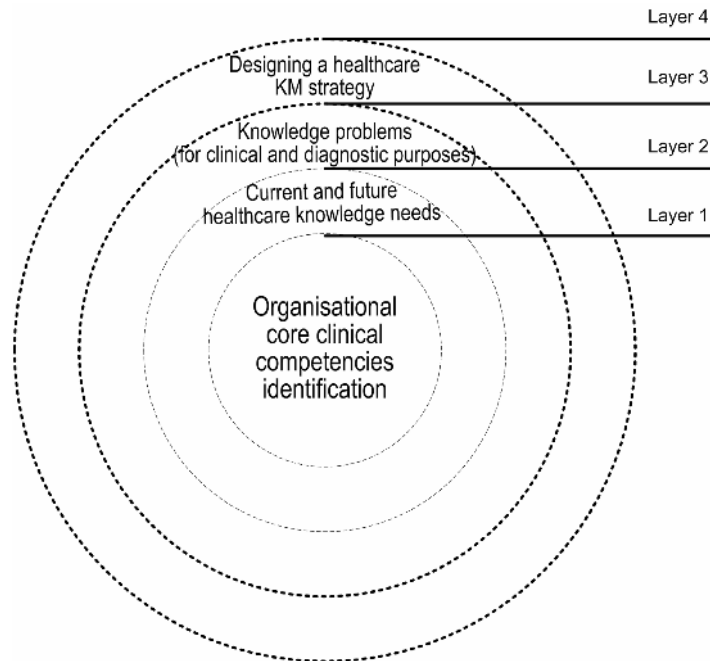 Layer 4
Designing a healthcare
KM strategy
Layer 3
Knowledge problems
(for clinical and diagnostic purposes)
Layer 2
Current and future
healthcare knowledge needs
Layer 1
Organisational
core clinical
competencies
identification